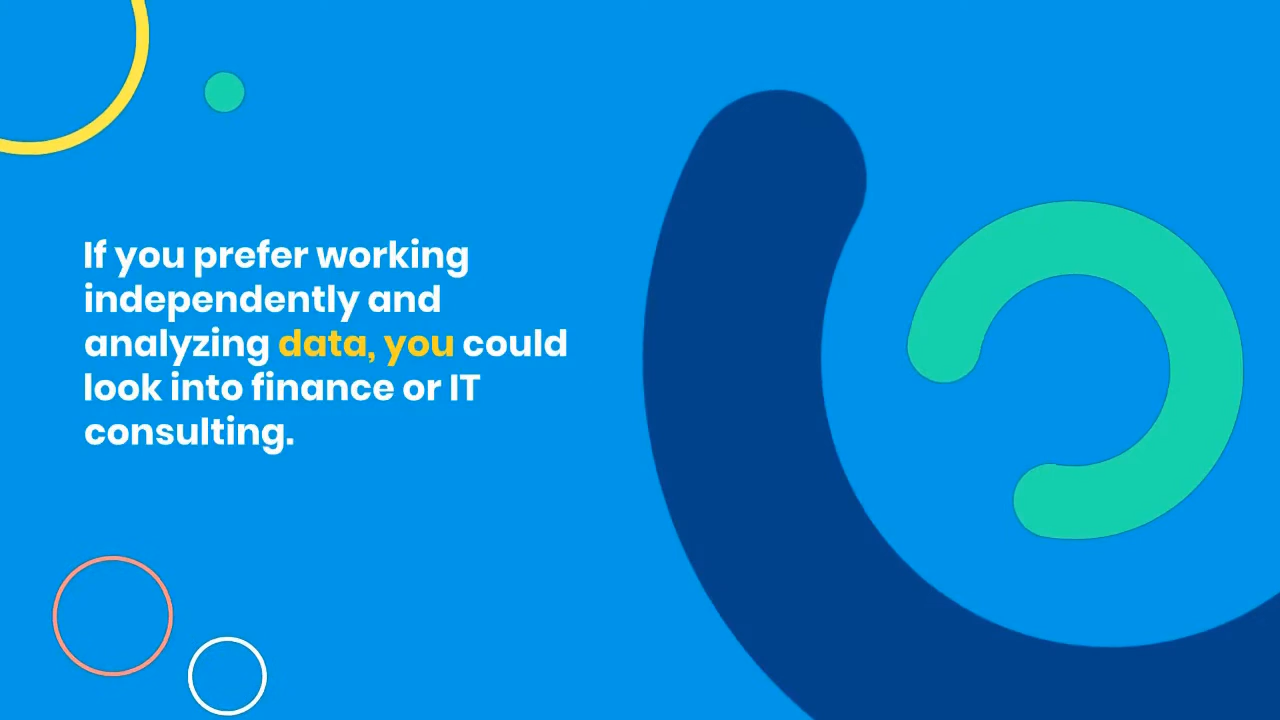 If you prefer working
independently and
analyzing data, you could
look into finance or IT
consulting.